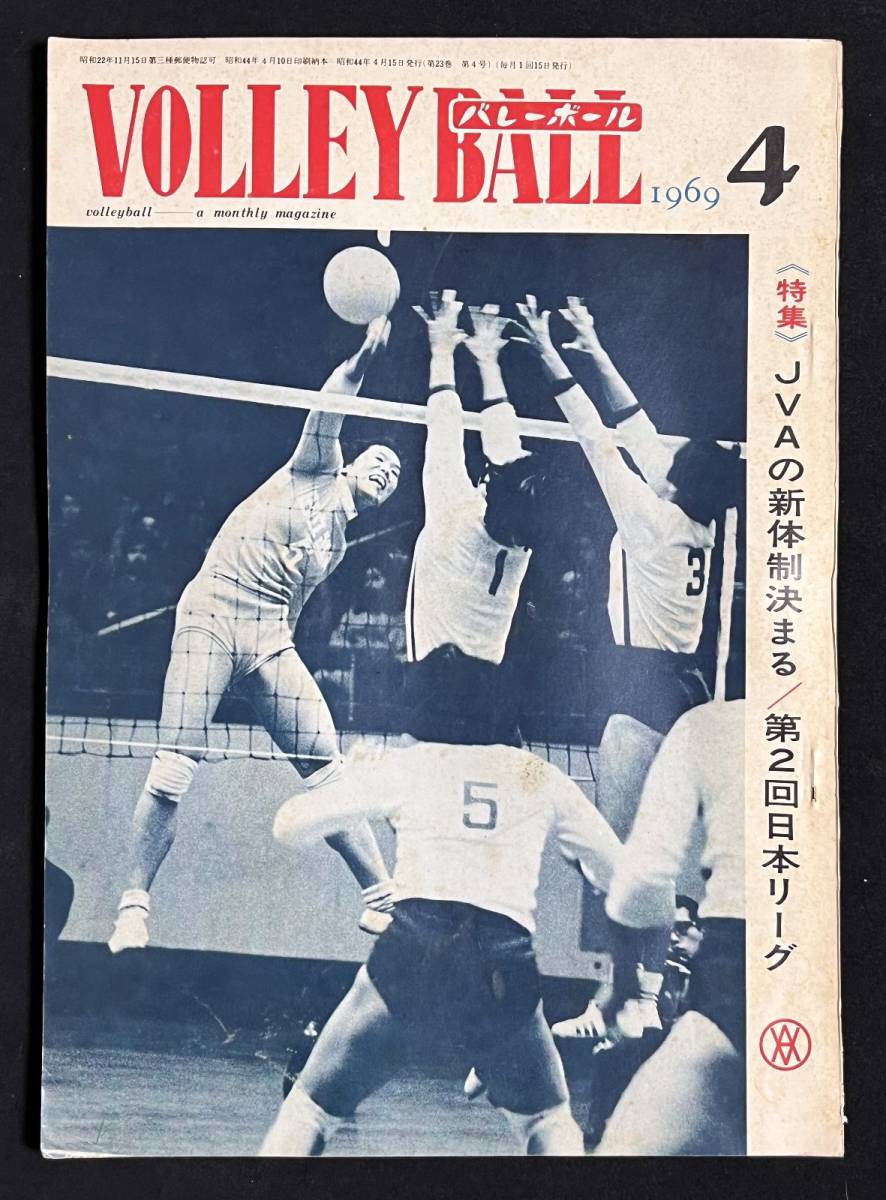 昭和22年11月15日第三種郵便物認可　昭和44年4月10日印刷納本　昭和44年4月15日発行(第23巻　第4号)(毎月1回15日発行)
VOLLEYBALL
バレーボール
1969 4
volleyball——a monthly magazine
《特集》JVAの新体制決まる/第2回日本リーグ
1
3
5